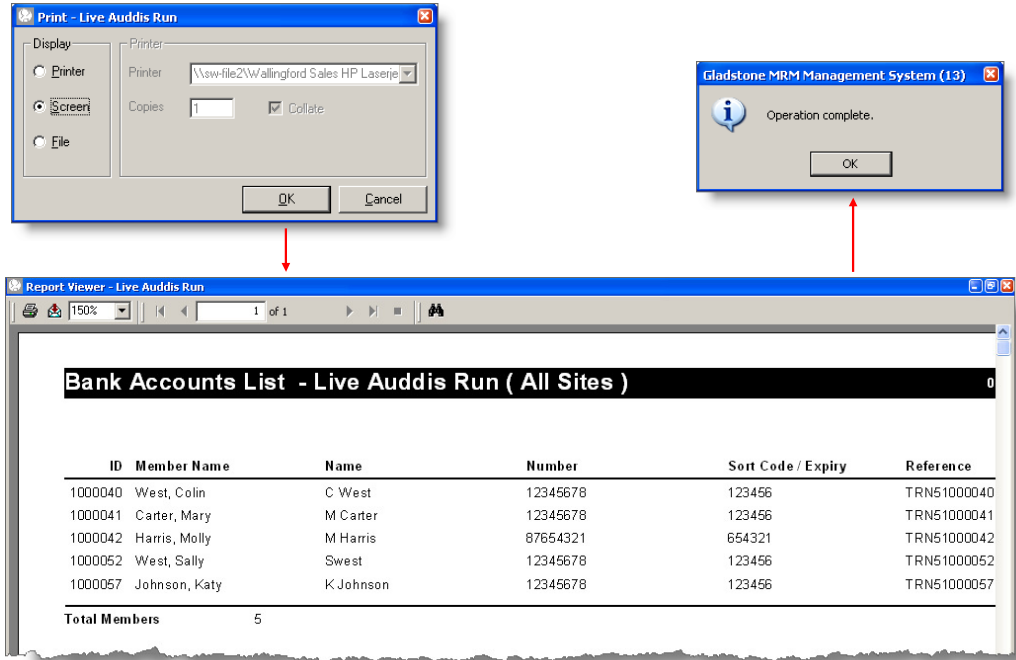 Print - Live Auddis Run
Display
Printer
Printer
Printer
\\sw-file2\Wallingford Sales HP Laserje
Screen
Copies
1
Collate
File
OK
Cancel
Gladstone MRM Management System (13)
Operation complete.
OK
Report Viewer - Live Auddis Run
150%
1 of 1
Bank Accounts List - Live Auddis Run ( All Sites ) 0
ID Member Name Name Number Sort Code / Expiry Reference
1000040 West, Colin C West 12345678 123456 TRN51000040
1000041 Carter, Mary M Carter 12345678 123456 TRN51000041
1000042 Harris, Molly M Harris 87654321 654321 TRN51000042
1000052 West, Sally Swest 12345678 123456 TRN51000052
1000057 Johnson, Katy K Johnson 12345678 123456 TRN51000057
Total Members 5